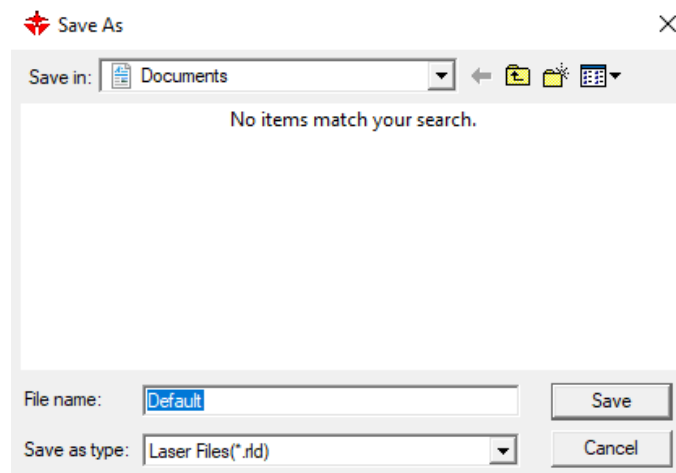 Save As
Save in: Documents
No items match your search.
File name: Default Save
Save as type: Laser Files(*.rld) Cancel